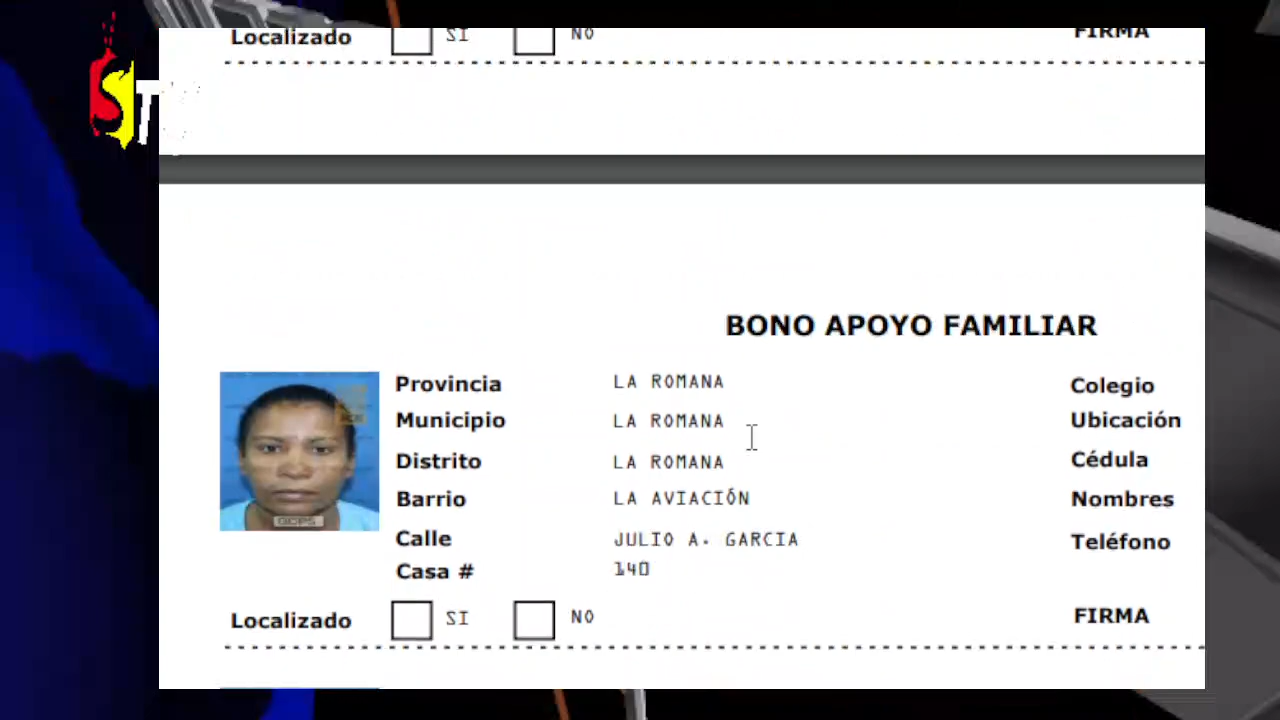 STV
Localizado SI NO FIRMA
BONO APOYO FAMILIAR
Provincia LA ROMANA Colegio
Municipio LA ROMANA Ubicación
Distrito LA ROMANA Cédula
Barrio LA AVIACIÓN Nombres
Calle JULIO A. GARCIA Teléfono
Casa # 140
Localizado SI NO FIRMA